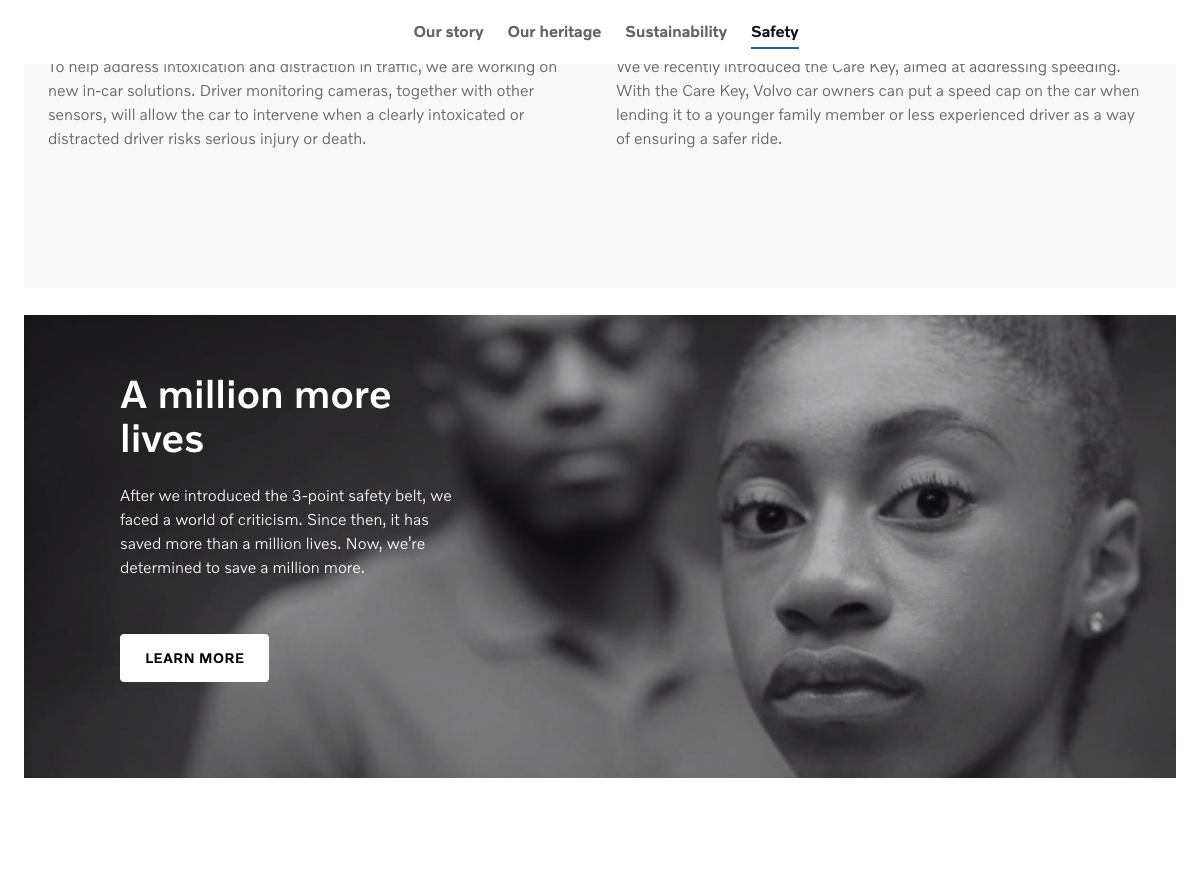 Our story Our heritage Sustainability Safety
To help address intoxication and distraction in traffic, we are working on
new in-car solutions. Driver monitoring cameras, together with other
sensors, will allow the car to intervene when a clearly intoxicated or
distracted driver risks serious injury or death.
We've recently introduced the Care Key, aimed at addressing speeding.
With the Care Key, Volvo car owners can put a speed cap on the car when
lending it to a younger family member or less experienced driver as a way
of ensuring a safer ride.
A million more
lives
After we introduced the 3-point safety belt, we
faced a world of criticism. Since then, it has
saved more than a million lives. Now, we’re
determined to save a million more.
LEARN MORE